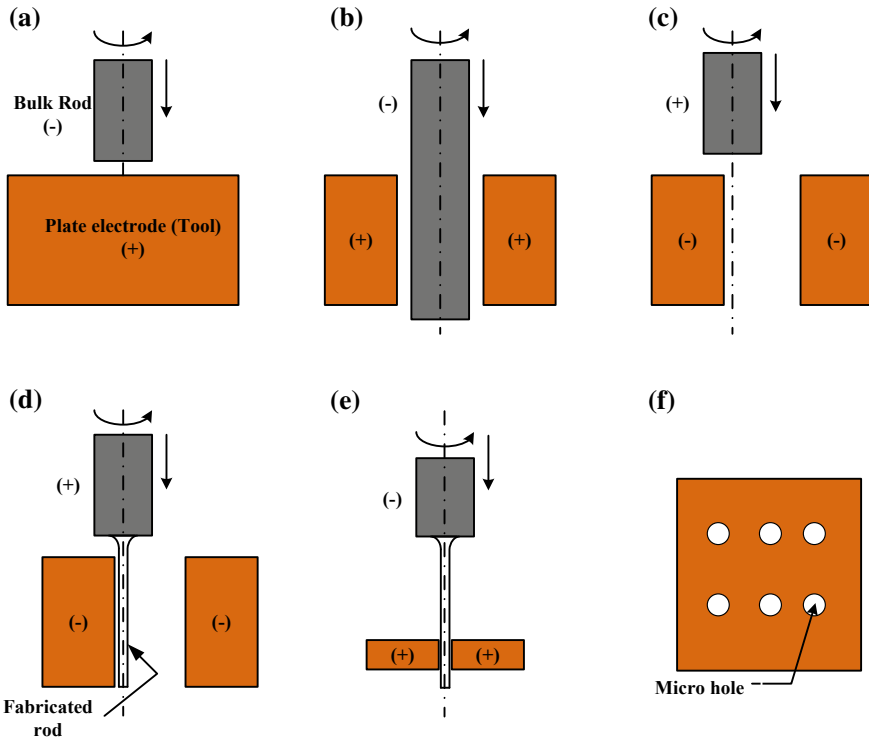 (a)
(b)
(c)
Bulk Rod
(-)
(-)
(+)
Plate electrode (Tool)
(+)
(+)
(+)
(-)
(-)
(d)
(e)
(f)
(+)
(-)
(-)
(-)
(+)
(+)
Fabricated
rod
Micro hole